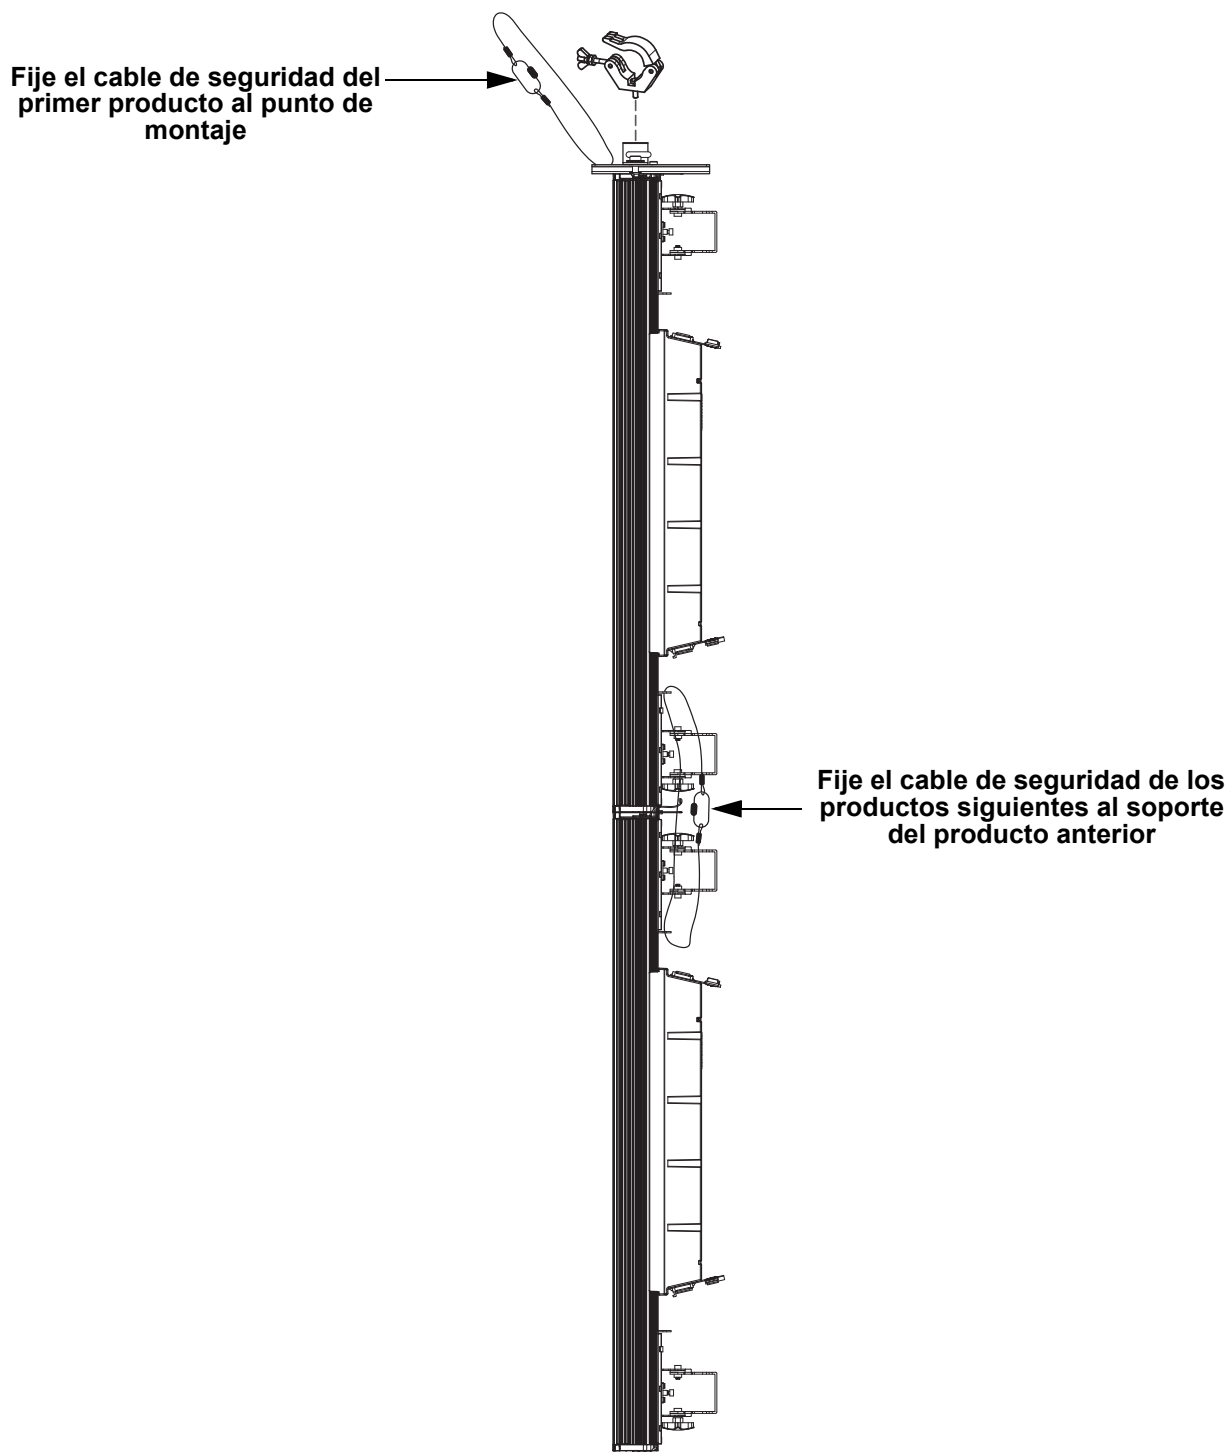 Fije el cable de seguridad del
primer producto al punto de
montaje
Fije el cable de seguridad de los
productos siguientes al soporte
del producto anterior